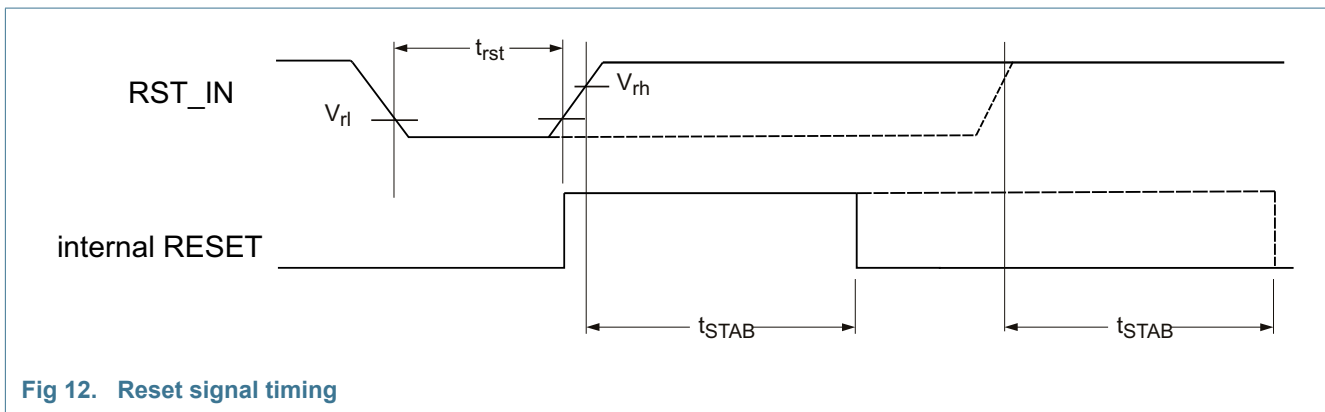 t_rst
RST_IN
V_rh
V_rl
internal RESET
t_STAB t_STAB
Fig 12. Reset signal timing